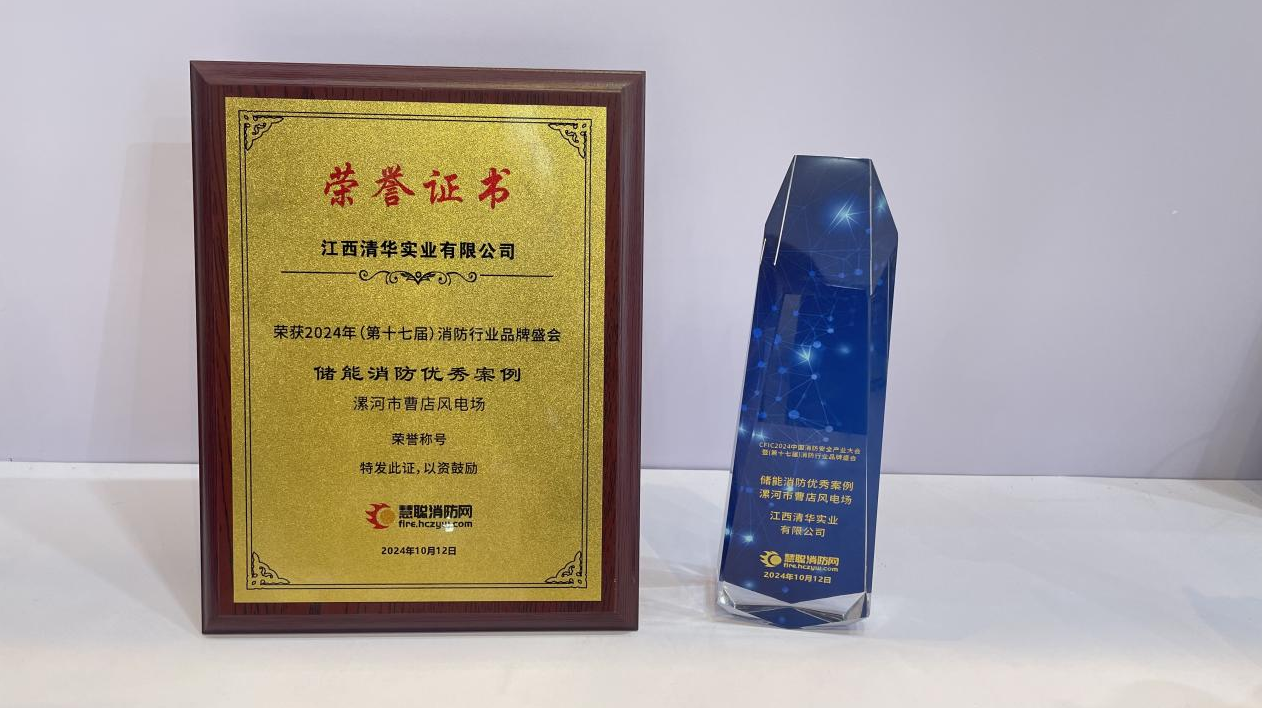 荣誉证书
江西清华实业有限公司
荣获2024年(第十七届)消防行业品牌盛会
储能消防优秀案例
漯河市曹店风电场
荣誉称号
特发此证,以资鼓励
慧聪消防网
fire.hczyw.com
2024年10月12日
CFIC2024中国消防安全产业大会
暨(第十七届)消防行业品牌盛会
储能消防优秀案例
漯河市曹店风电场
江西清华实业
有限公司
慧聪消防网
fire.hczyw.com
2024年10月12日